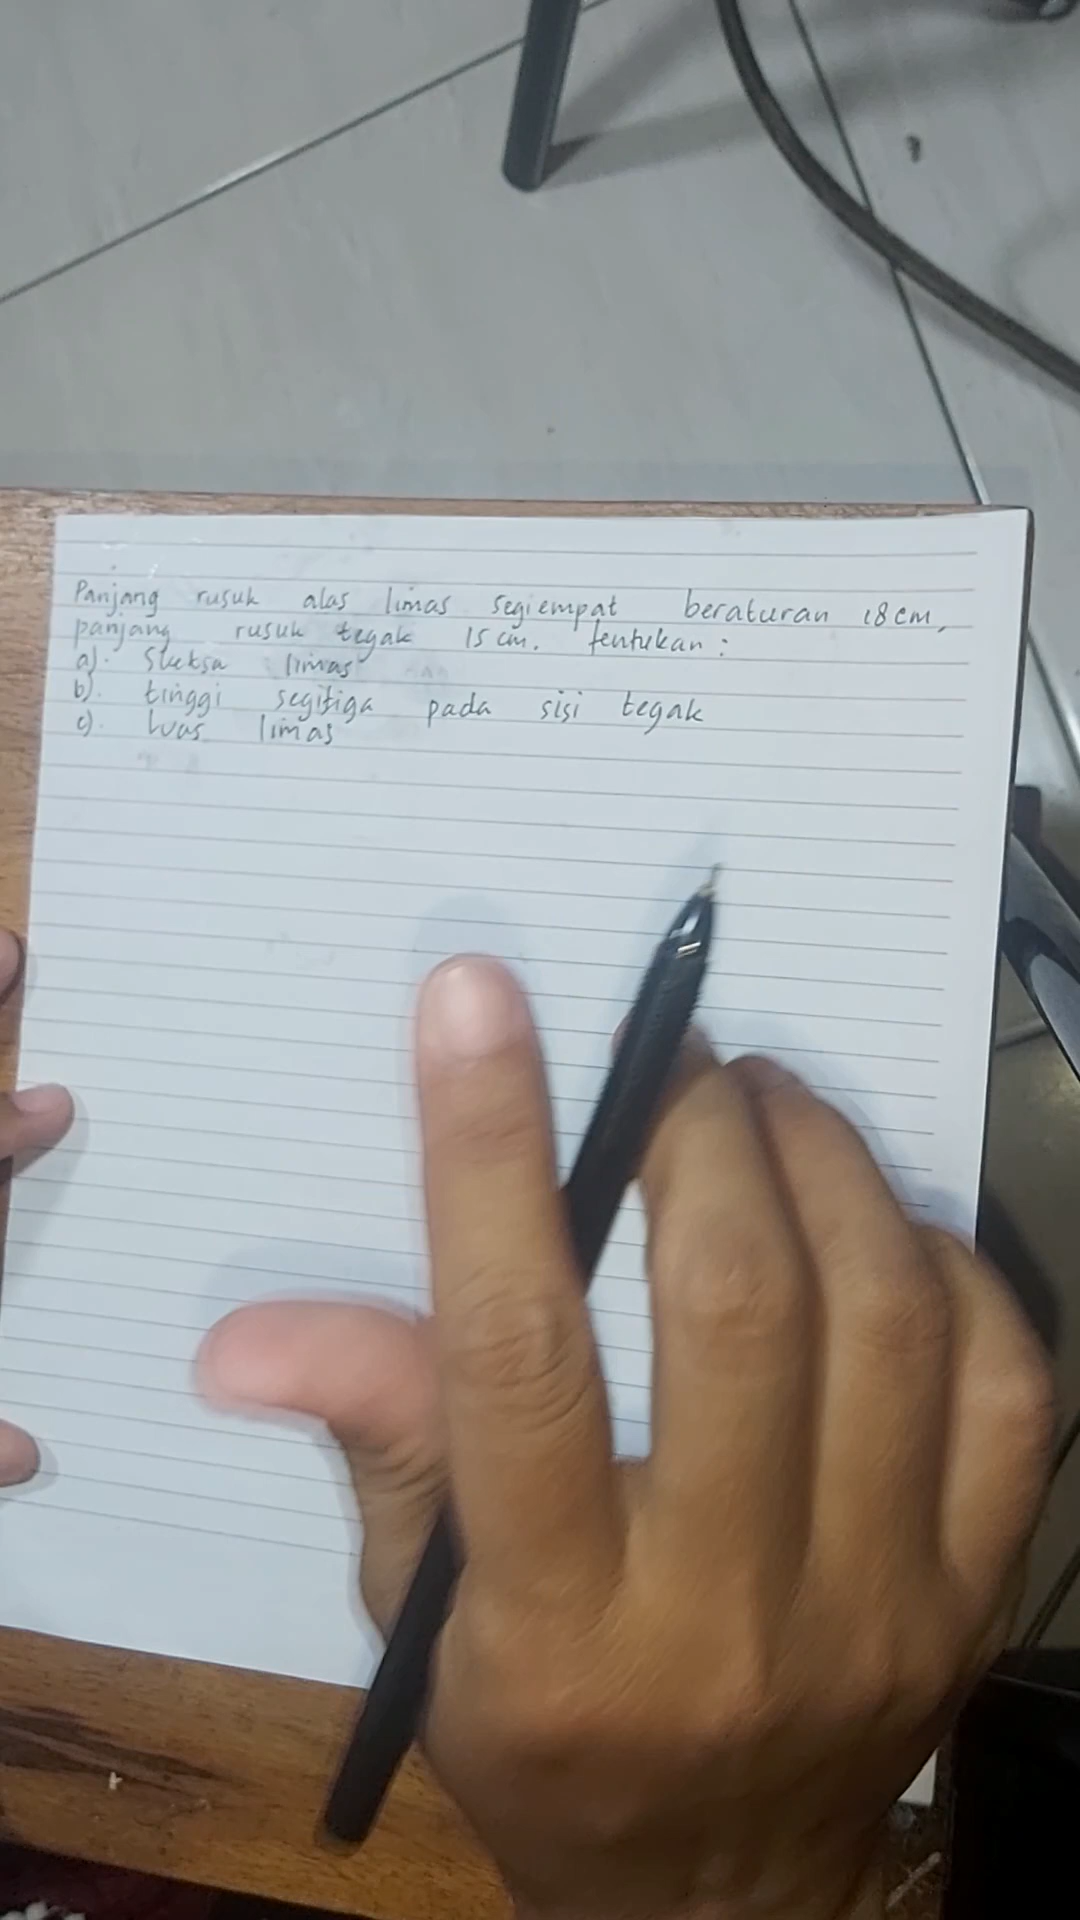 Panjang rusuk alas limas segiempat beraturan 18 cm,
panjang rusuk tegak 15 cm. tentukan :
a). Sketsa limas
b). tinggi segitiga pada sisi tegak
c). Luas limas